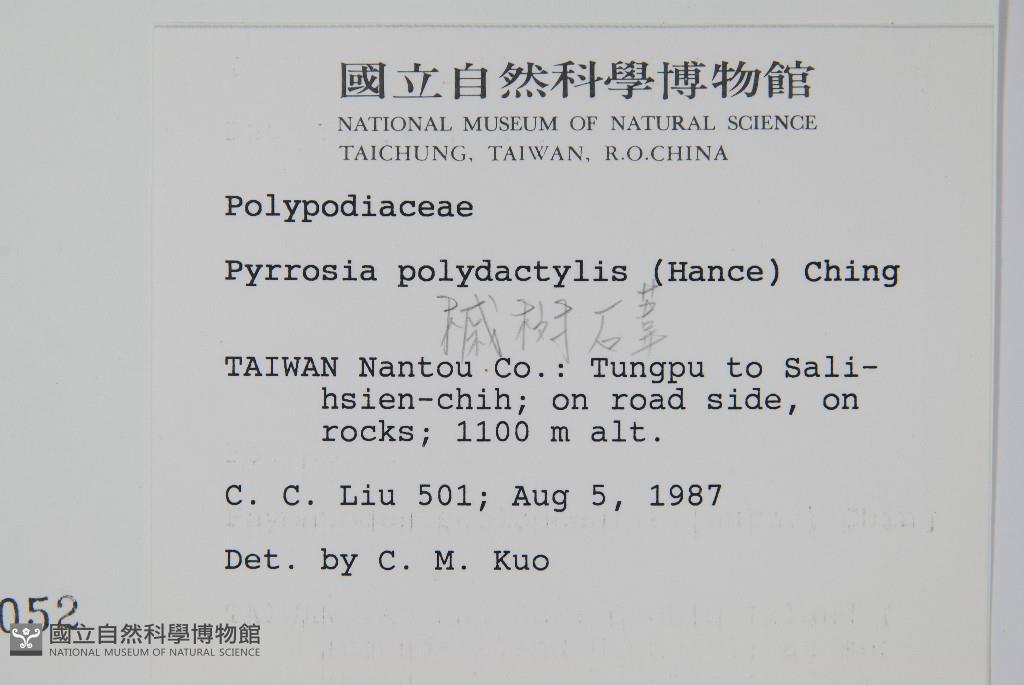 國立自然科學博物館
NATIONAL MUSEUM OF NATURAL SCIENCE
TAICHUNG, TAIWAN, R.O.CHINA
Polypodiaceae
Pyrrosia polydactylis (Hance) Ching
槭樹石葦
TAIWAN Nantou Co.: Tungpu to Sali-
hsien-chih; on road side, on
rocks; 1100 m alt.
C. C. Liu 501; Aug 5, 1987
Det. by C. M. Kuo
052
國立自然科學博物館
NATIONAL MUSEUM OF NATURAL SCIENCE